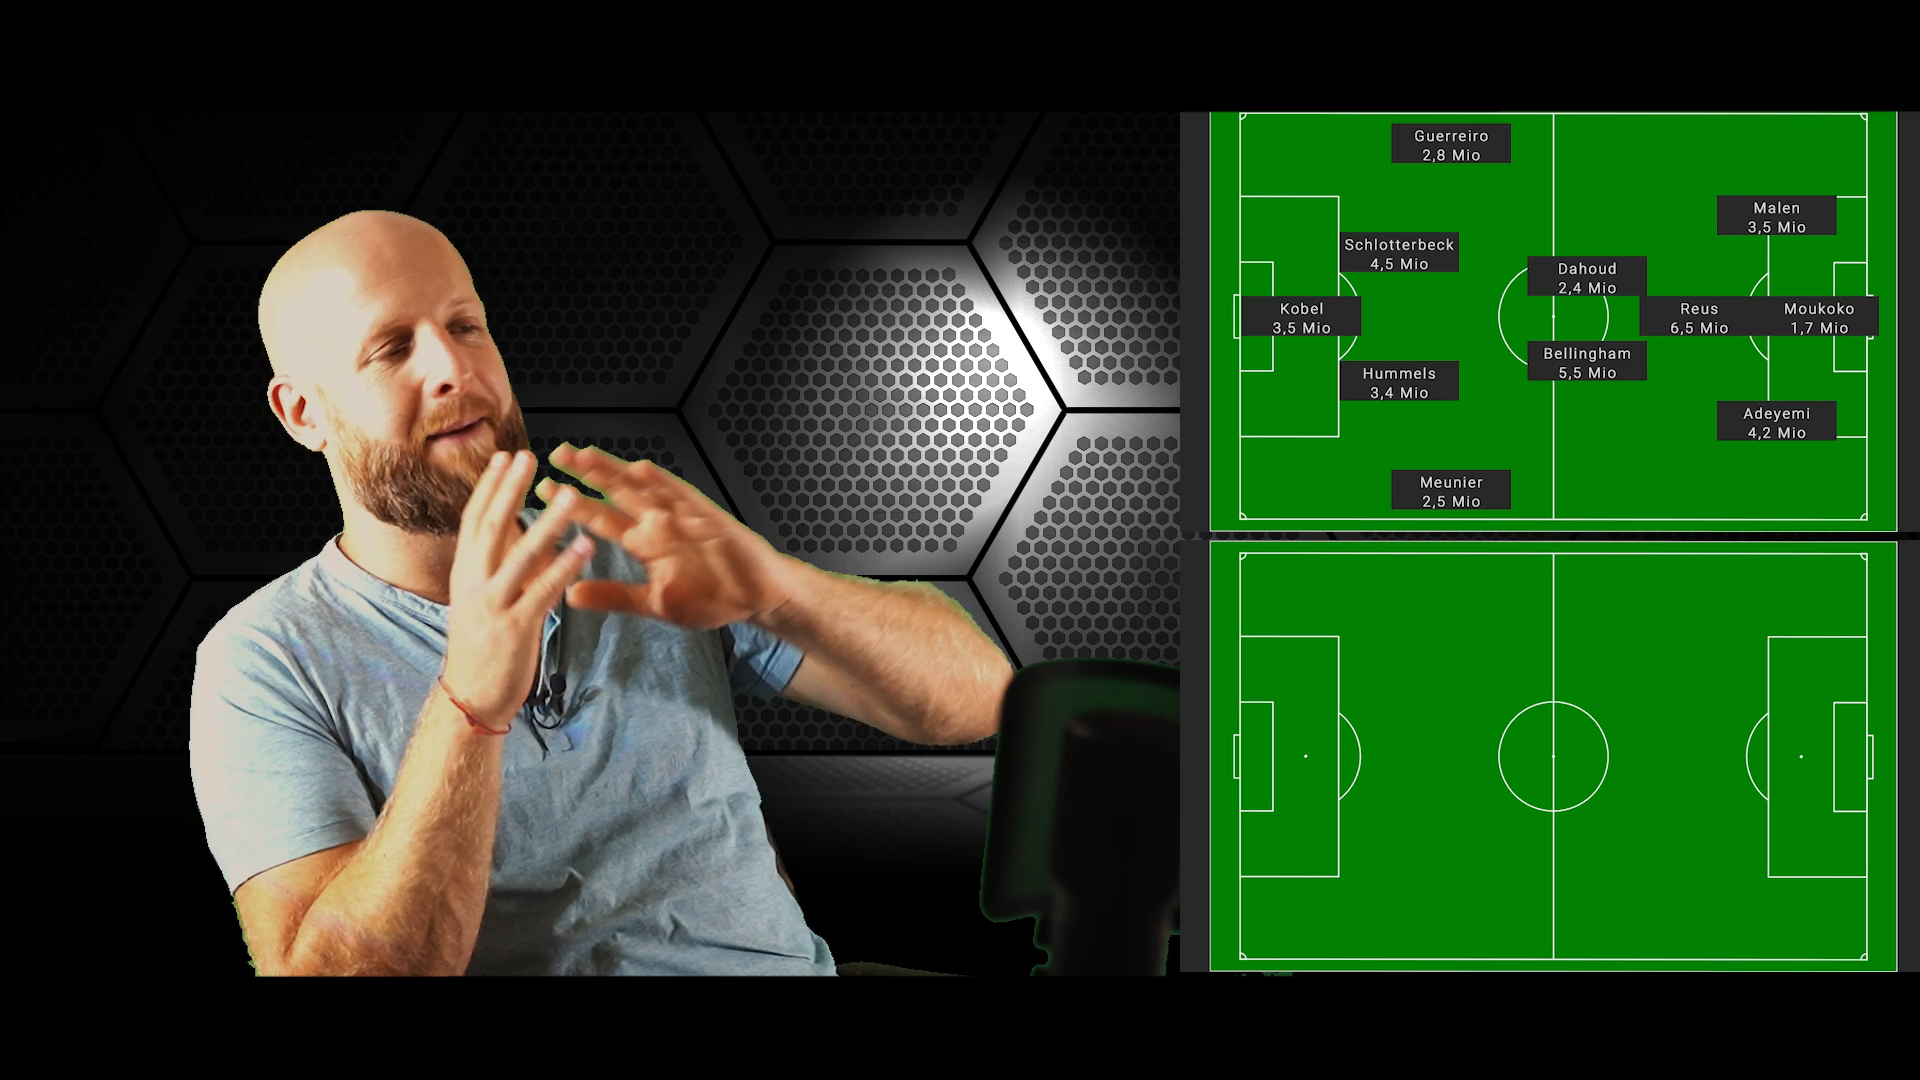 Guerreiro
2,8 Mio
Malen
3,5 Mio
Schlotterbeck
4,5 Mio
Dahoud
2,4 Mio
Kobel
3,5 Mio
Reus
6,5 Mio
Moukoko
1,7 Mio
Bellingham
5,5 Mio
Hummels
3,4 Mio
Adeyemi
4,2 Mio
Meunier
2,5 Mio